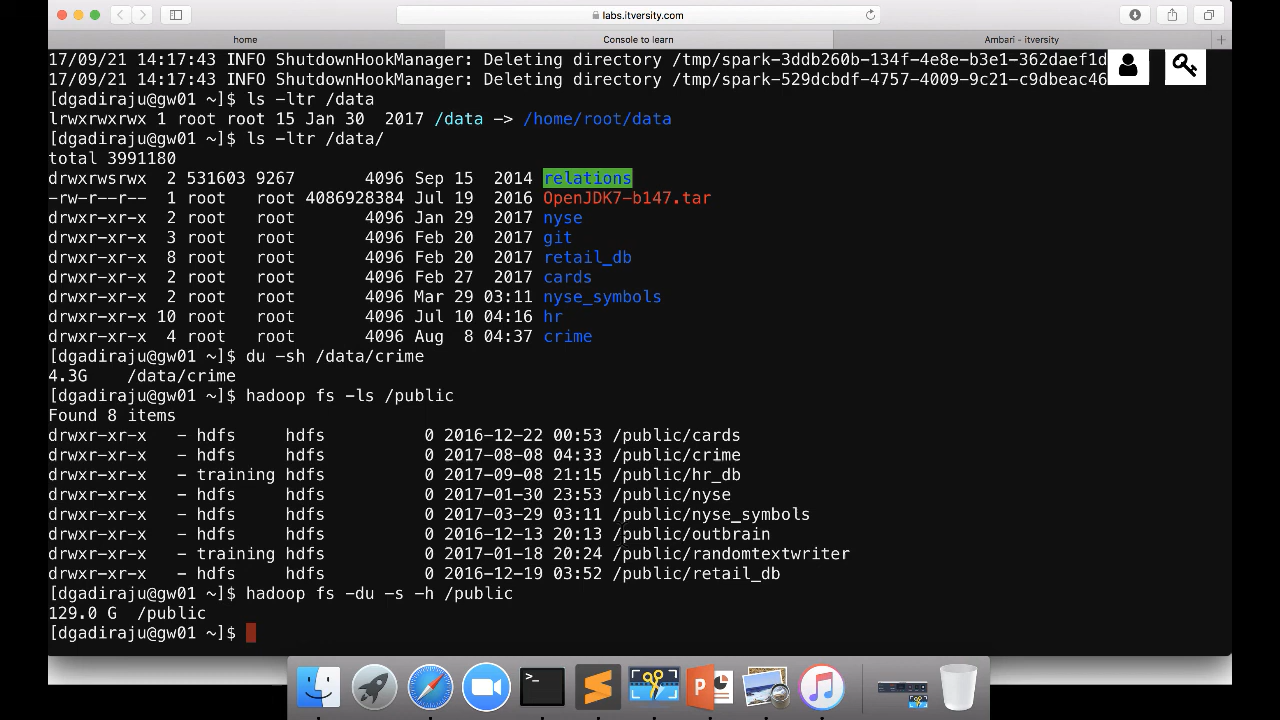 labs.itversity.com
home
Console to learn
Ambari - itversity
17/09/21 14:17:43 INFO ShutdownHookManager: Deleting directory /tmp/spark-3ddb260b-134f-4e8e-b3e1-362daef1d
17/09/21 14:17:43 INFO ShutdownHookManager: Deleting directory /tmp/spark-529dcbdf-4757-4009-9c21-c9dbeac46
[dgadiraju@gw01 ~]$ ls -ltr /data
lrwxrwxrwx 1 root root 15 Jan 30  2017 /data -> /home/root/data
[dgadiraju@gw01 ~]$ ls -ltr /data/
total 3991180
drwxrwsrwx  2 531603 9267       4096 Sep 15  2014 relations
-rw-r--r--  1 root   root 4086928384 Jul 19  2016 OpenJDK7-b147.tar
drwxr-xr-x  2 root   root       4096 Jan 29  2017 nyse
drwxr-xr-x  3 root   root       4096 Feb 20  2017 git
drwxr-xr-x  8 root   root       4096 Feb 20  2017 retail_db
drwxr-xr-x  2 root   root       4096 Feb 27  2017 cards
drwxr-xr-x  2 root   root       4096 Mar 29 03:11 nyse_symbols
drwxr-xr-x 10 root   root       4096 Jul 10 04:16 hr
drwxr-xr-x  4 root   root       4096 Aug  8 04:37 crime
[dgadiraju@gw01 ~]$ du -sh /data/crime
4.3G    /data/crime
[dgadiraju@gw01 ~]$ hadoop fs -ls /public
Found 8 items
drwxr-xr-x   - hdfs     hdfs          0 2016-12-22 00:53 /public/cards
drwxr-xr-x   - hdfs     hdfs          0 2017-08-08 04:33 /public/crime
drwxr-xr-x   - training hdfs          0 2017-09-08 21:15 /public/hr_db
drwxr-xr-x   - hdfs     hdfs          0 2017-01-30 23:53 /public/nyse
drwxr-xr-x   - hdfs     hdfs          0 2017-03-29 03:11 /public/nyse_symbols
drwxr-xr-x   - hdfs     hdfs          0 2016-12-13 20:13 /public/outbrain
drwxr-xr-x   - training hdfs          0 2017-01-18 20:24 /public/randomtextwriter
drwxr-xr-x   - hdfs     hdfs          0 2016-12-19 03:52 /public/retail_db
[dgadiraju@gw01 ~]$ hadoop fs -du -s -h /public
129.0 G  /public
[dgadiraju@gw01 ~]$